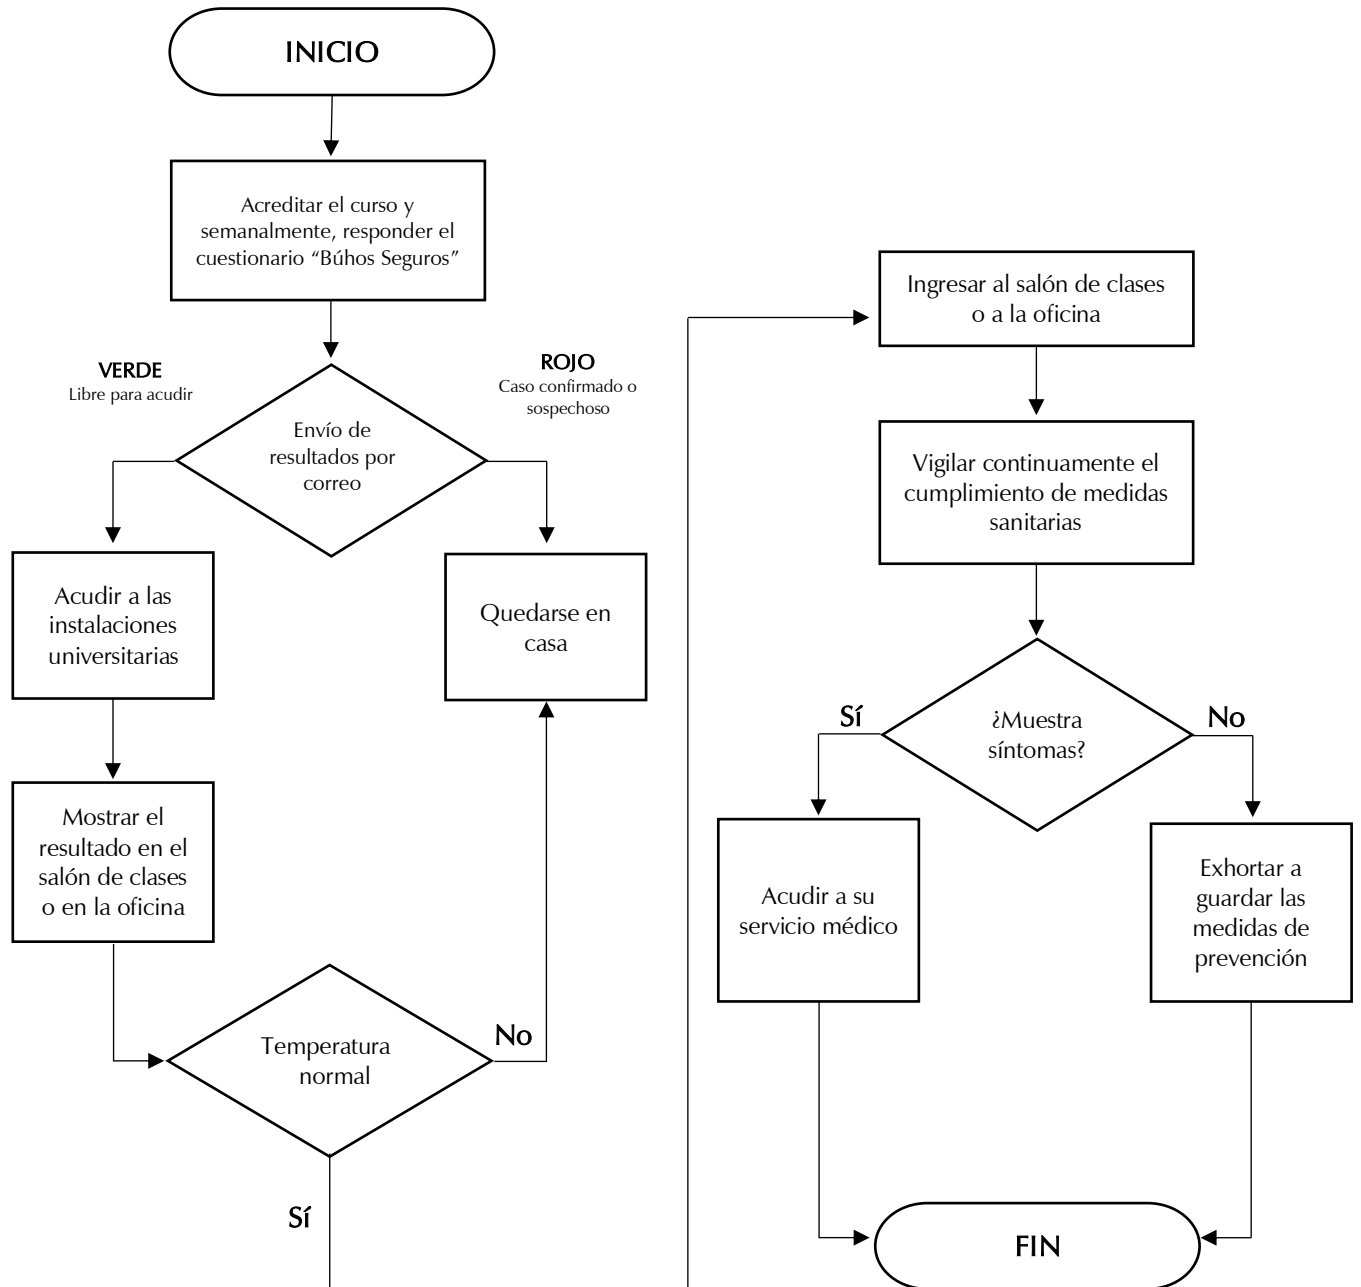 INICIO
Acreditar el curso y
semanalmente, responder el
cuestionario “Búhos Seguros”
VERDE
Libre para acudir
ROJO
Caso confirmado o
sospechoso
Envío de
resultados por
correo
Acudir a las
instalaciones
universitarias
Quedarse en
casa
Mostrar el
resultado en el
salón de clases
o en la oficina
Temperatura
normal
No
Sí
Ingresar al salón de clases
o a la oficina
Vigilar continuamente el
cumplimiento de medidas
sanitarias
¿Muestra
síntomas?
Sí
No
Acudir a su
servicio médico
Exhortar a
guardar las
medidas de
prevención
FIN